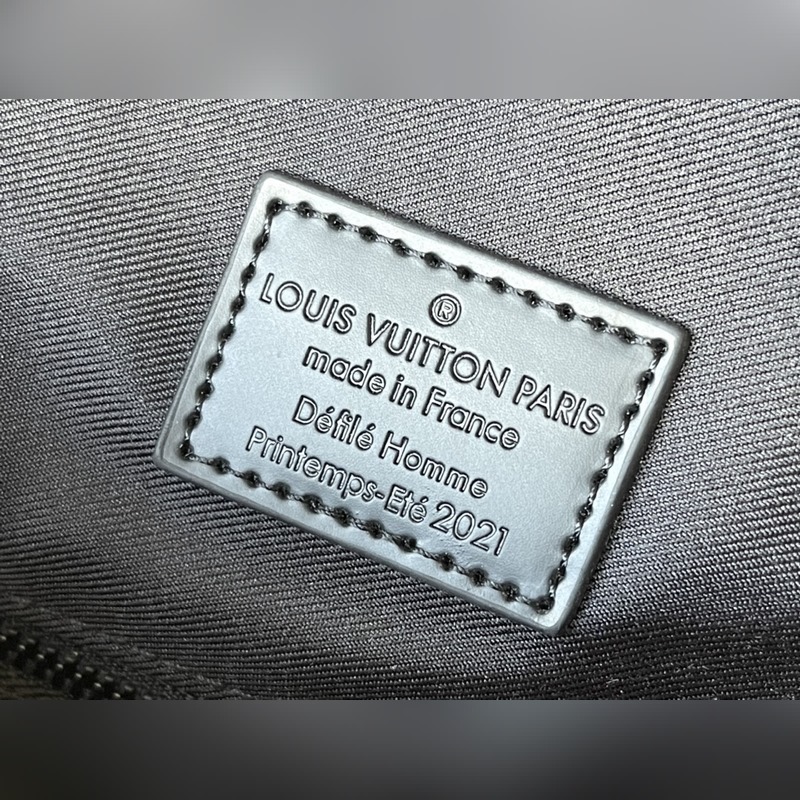 ®
LOUIS VUITTON PARIS
made in France
Défilé Homme
Printemps-Eté 2021